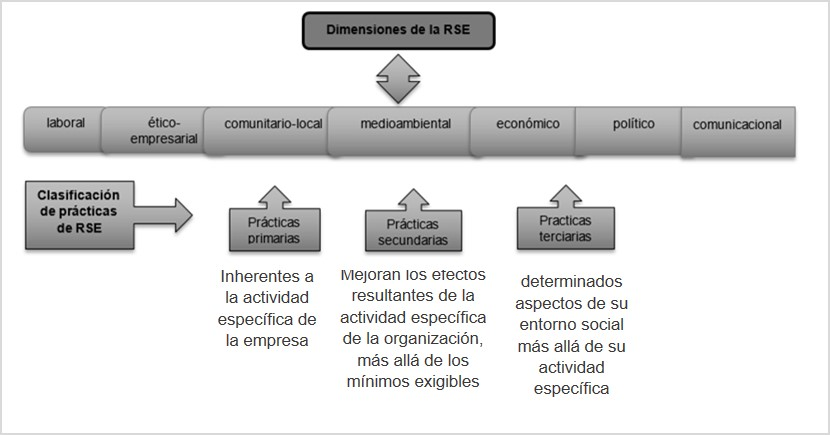 Dimensiones de la RSE
laboral
ético-
empresarial
comunitario-local
medioambiental
económico
político
comunicacional
Clasificación
de prácticas
de RSE
Prácticas
primarias
Inherentes a
la actividad
específica de
la empresa
Prácticas
secundarias
Mejoran los efectos
resultantes de la
actividad específica
de la organización,
más allá de los
mínimos exigibles
Practicas
terciarias
determinados
aspectos de su
entorno social
más allá de su
actividad
específica